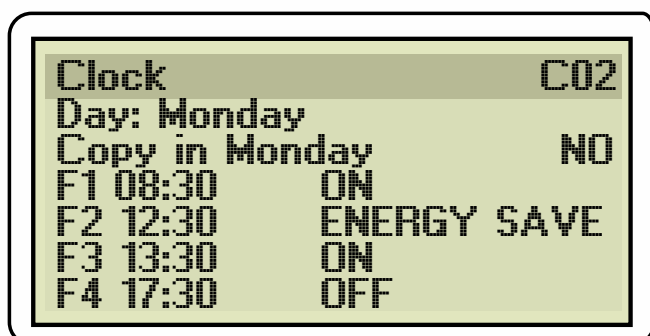 Clock C02
Day: Monday
Copy in Monday NO
F1 08:30 ON
F2 12:30 ENERGY SAVE
F3 13:30 ON
F4 17:30 OFF